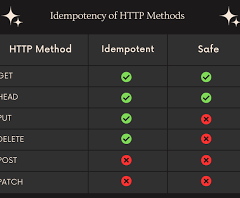 Idempotency of HTTP Methods
HTTP Method Idempotent Safe
GET
HEAD
PUT
DELETE
POST
PATCH